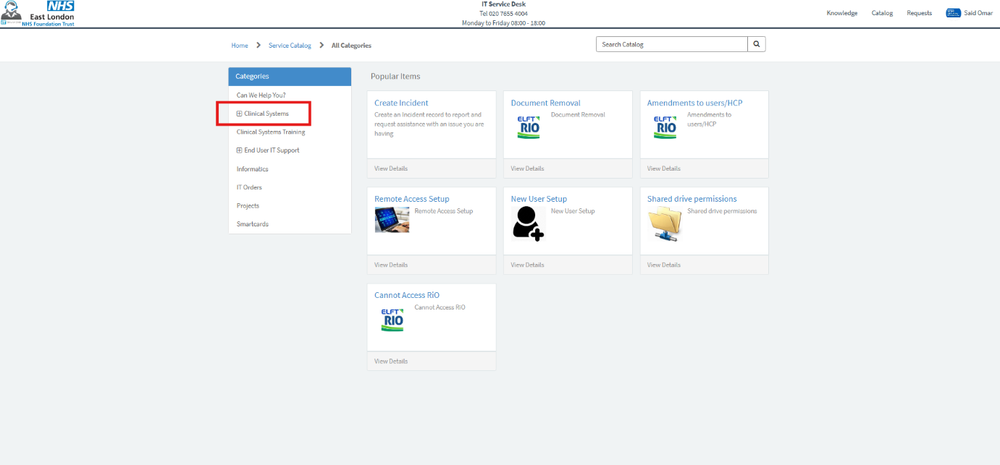 NHS
East London
NHS Foundation Trust
IT Service Desk
Tel 020 7655 4004
Monday to Friday 08:00 - 18:00
Knowledge
Catalog
Requests
Said Omar
Home
Service Catalog
All Categories
Search Catalog
Categories
Can We Help You?
Clinical Systems
Clinical Systems Training
End User IT Support
Informatics
IT Orders
Projects
Smartcards
Popular Items
Create Incident
Create an Incident record to report and
request assistance with an issue you are
having
View Details
Document Removal
ELFT
RIO
Document Removal
View Details
Amendments to users/HCP
ELFT
RIO
Amendments to
users/HCP
View Details
Remote Access Setup
Remote Access Setup
View Details
New User Setup
New User Setup
View Details
Shared drive permissions
Shared drive permissions
View Details
Cannot Access RiO
ELFT
RIO
Cannot Access RiO
View Details